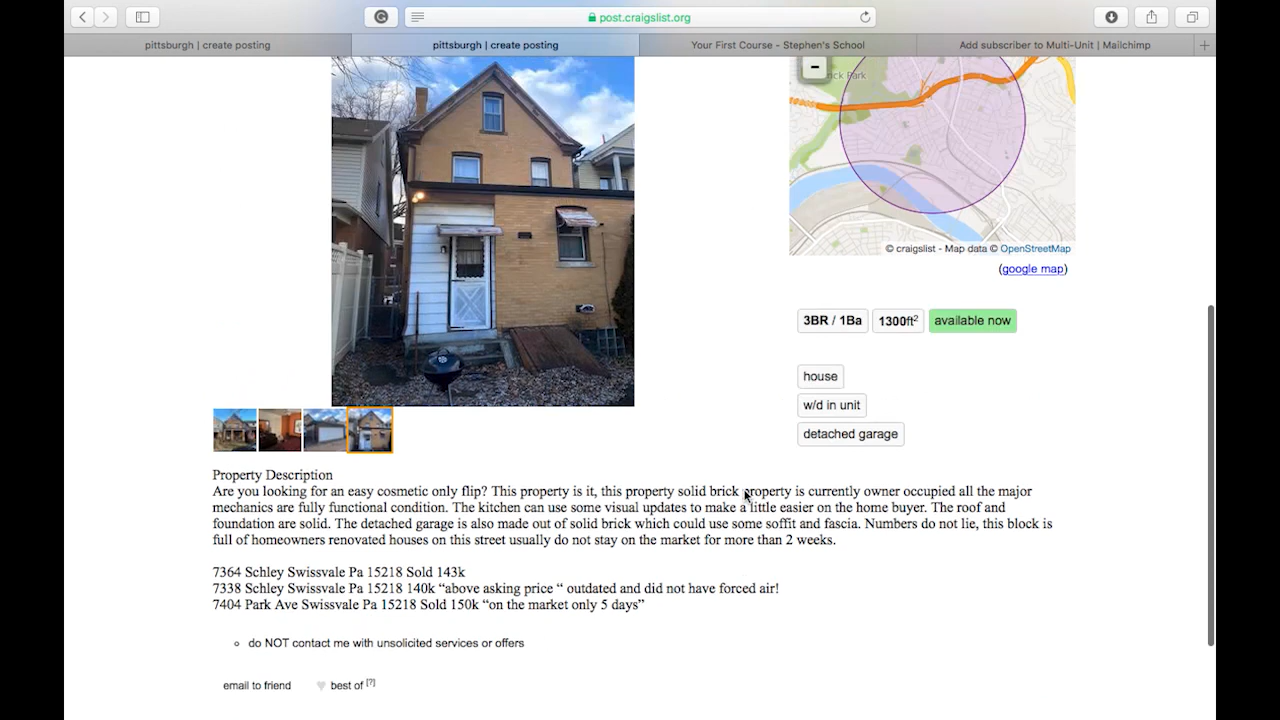 post.craigslist.org
pittsburgh | create posting
pittsburgh | create posting
Your First Course - Stephen's School
Add subscriber to Multi-Unit | Mailchimp
rick Park
© craigslist - Map data © OpenStreetMap
(google map)
3BR / 1Ba
1300ft²
available now
house
w/d in unit
detached garage
Property Description
Are you looking for an easy cosmetic only flip? This property is it, this property solid brick property is currently owner occupied all the major
mechanics are fully functional condition. The kitchen can use some visual updates to make a little easier on the home buyer. The roof and
foundation are solid. The detached garage is also made out of solid brick which could use some soffit and fascia. Numbers do not lie, this block is
full of homeowners renovated houses on this street usually do not stay on the market for more than 2 weeks.
7364 Schley Swissvale Pa 15218 Sold 143k
7338 Schley Swissvale Pa 15218 140k “above asking price “ outdated and did not have forced air!
7404 Park Ave Swissvale Pa 15218 Sold 150k “on the market only 5 days”
do NOT contact me with unsolicited services or offers
email to friend
best of [?]